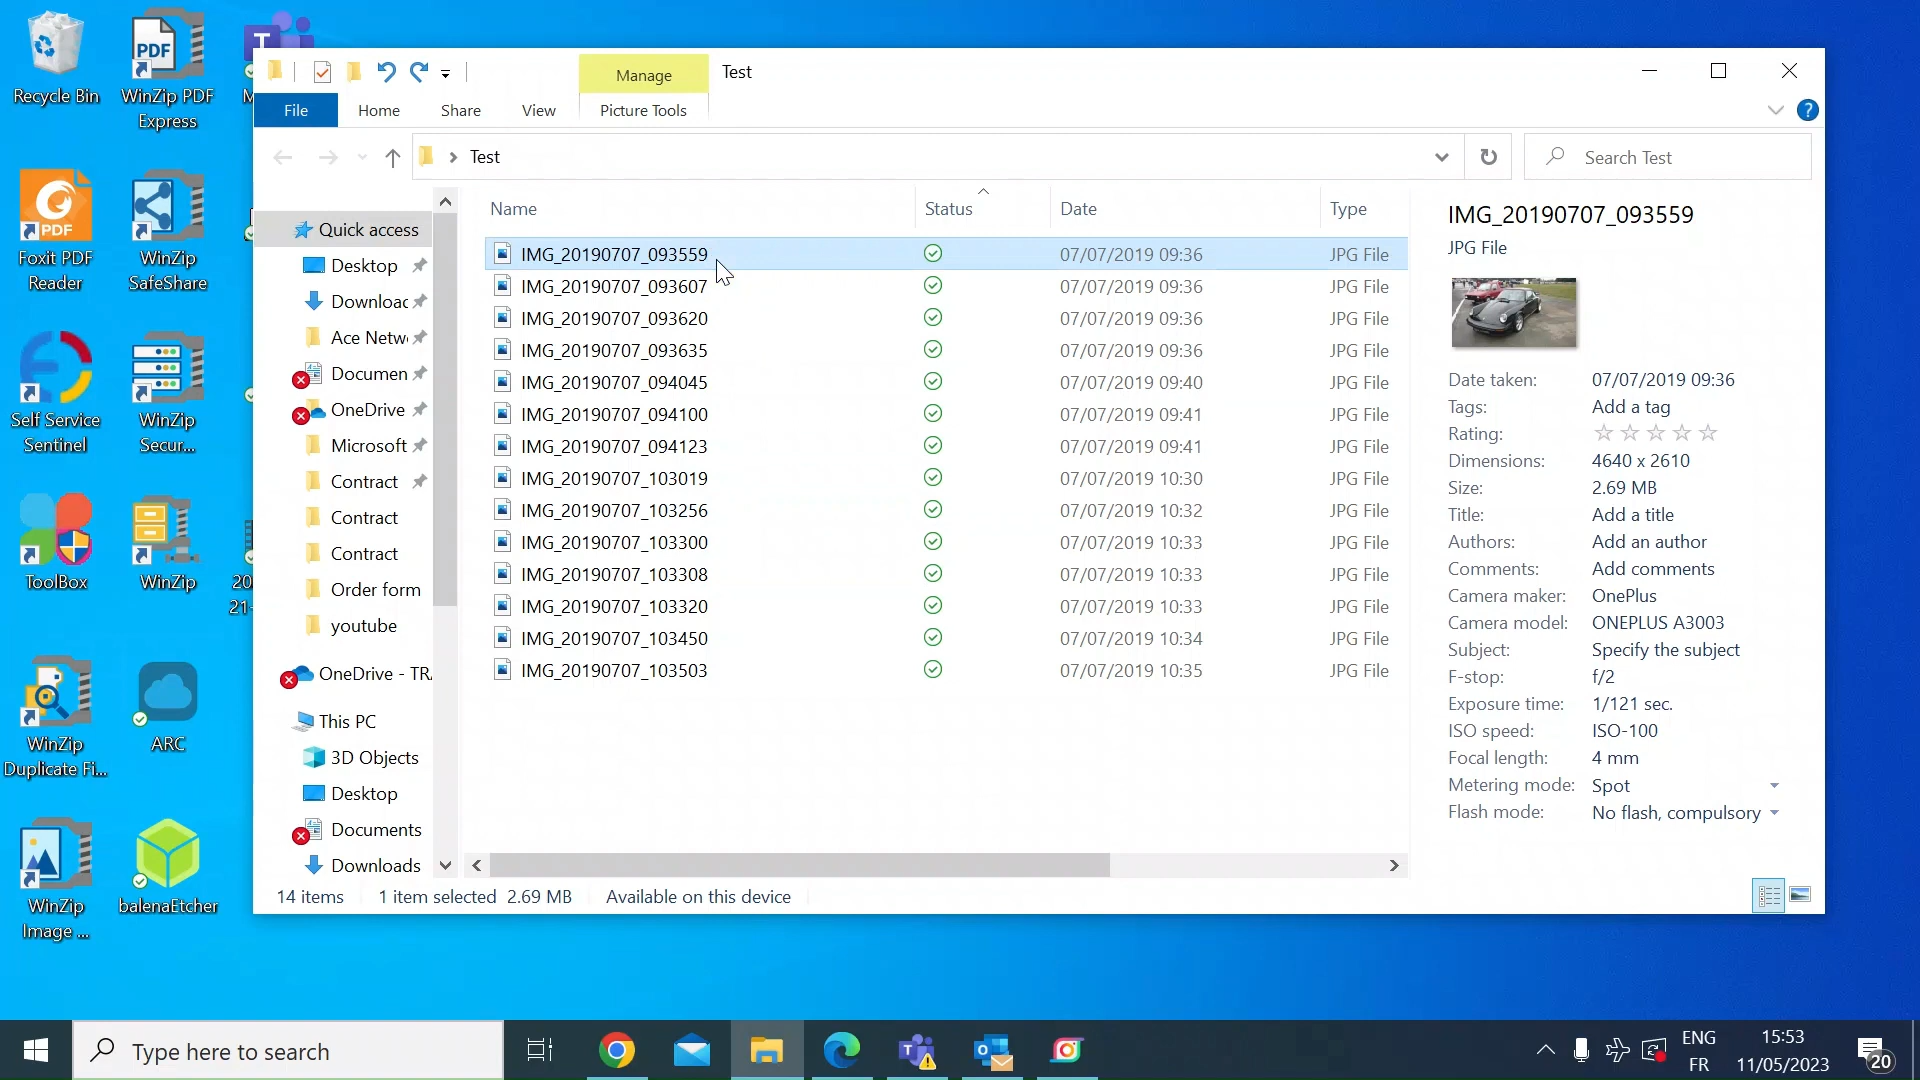 Recycle Bin
WinZip PDF
Express
Foxit PDF
Reader
WinZip
SafeShare
Self Service
Sentinel
WinZip
Secur...
ToolBox
WinZip
20
21-
WinZip
Duplicate Fi...
ARC
WinZip
Image ...
balenaEtcher
Manage
Test
File
Home
Share
View
Picture Tools
Test
Search Test
Quick access
Desktop
Downloac
Ace Netw
Documen
OneDrive
Microsoft
Contract
Contract
Contract
Order form
youtube
OneDrive - TR
This PC
3D Objects
Desktop
Documents
Downloads
Name Status Date Type
IMG_20190707_093559 07/07/2019 09:36 JPG File
IMG_20190707_093607 07/07/2019 09:36 JPG File
IMG_20190707_093620 07/07/2019 09:36 JPG File
IMG_20190707_093635 07/07/2019 09:36 JPG File
IMG_20190707_094045 07/07/2019 09:40 JPG File
IMG_20190707_094100 07/07/2019 09:41 JPG File
IMG_20190707_094123 07/07/2019 09:41 JPG File
IMG_20190707_103019 07/07/2019 10:30 JPG File
IMG_20190707_103256 07/07/2019 10:32 JPG File
IMG_20190707_103300 07/07/2019 10:33 JPG File
IMG_20190707_103308 07/07/2019 10:33 JPG File
IMG_20190707_103320 07/07/2019 10:33 JPG File
IMG_20190707_103450 07/07/2019 10:34 JPG File
IMG_20190707_103503 07/07/2019 10:35 JPG File
IMG_20190707_093559
JPG File
Date taken: 07/07/2019 09:36
Tags: Add a tag
Rating:
Dimensions: 4640 x 2610
Size: 2.69 MB
Title: Add a title
Authors: Add an author
Comments: Add comments
Camera maker: OnePlus
Camera model: ONEPLUS A3003
Subject: Specify the subject
F-stop: f/2
Exposure time: 1/121 sec.
ISO speed: ISO-100
Focal length: 4 mm
Metering mode: Spot
Flash mode: No flash, compulsory
14 items 1 item selected 2.69 MB Available on this device
Type here to search
ENG
FR
15:53
11/05/2023
20